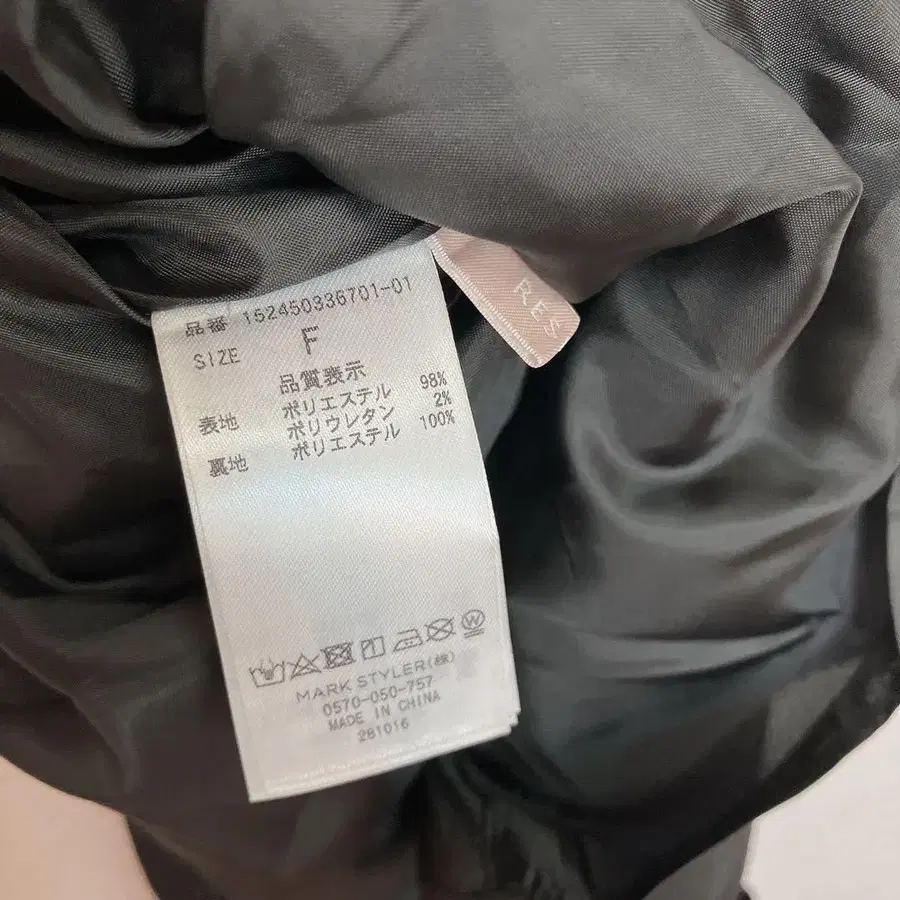 品番 152450336701-01
SIZE F
品質表示
表地 ポリエステル 98%
ポリウレタン 2%
裏地 ポリエステル 100%
MARK STYLER(株)
0570-050-757
MADE IN CHINA
281016
RES